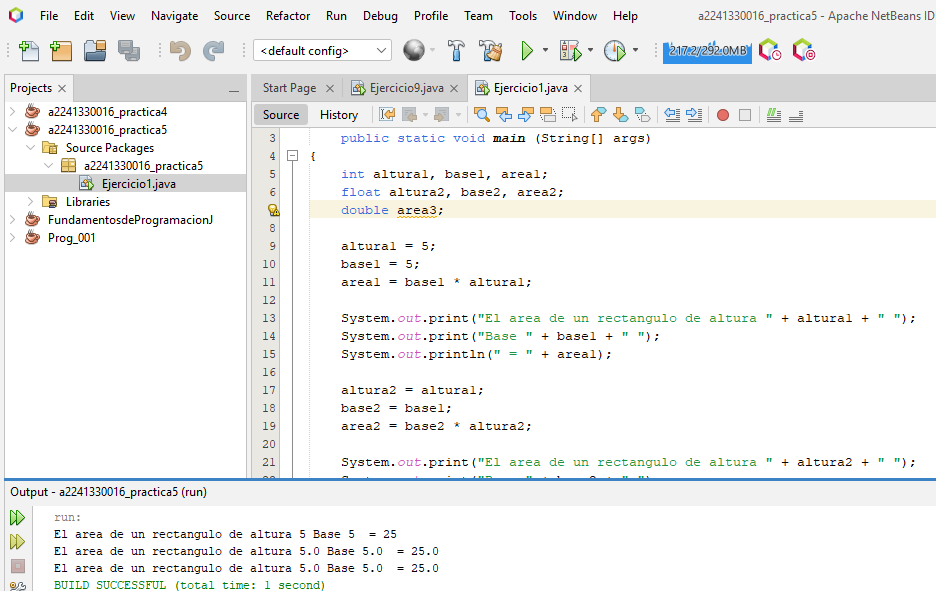 File Edit View Navigate Source Refactor Run Debug Profile Team Tools Window Help a2241330016_practica5 - Apache NetBeans ID
<default config> 217.2/292.0MB
Projects Start Page Ejercicio9.java Ejercicio1.java
Source History
a2241330016_practica4
a2241330016_practica5
Source Packages
a2241330016_practica5
Ejercicio1.java
Libraries
FundamentosdeProgramacionJ
Prog_001
3 public static void main (String[] args)
4 {
5 int altura1, base1, area1;
6 float altura2, base2, area2;
double area3;
8
9 altura1 = 5;
10 base1 = 5;
11 area1 = base1 * altura1;
12
13 System.out.print("El area de un rectangulo de altura " + altura1 + " ");
14 System.out.print("Base " + base1 + " ");
15 System.out.println(" = " + area1);
16
17 altura2 = altura1;
18 base2 = base1;
19 area2 = base2 * altura2;
20
21 System.out.print("El area de un rectangulo de altura " + altura2 + " ");
Output - a2241330016_practica5 (run)
run:
El area de un rectangulo de altura 5 Base 5  = 25
El area de un rectangulo de altura 5.0 Base 5.0  = 25.0
El area de un rectangulo de altura 5.0 Base 5.0  = 25.0
BUILD SUCCESSFUL (total time: 1 second)